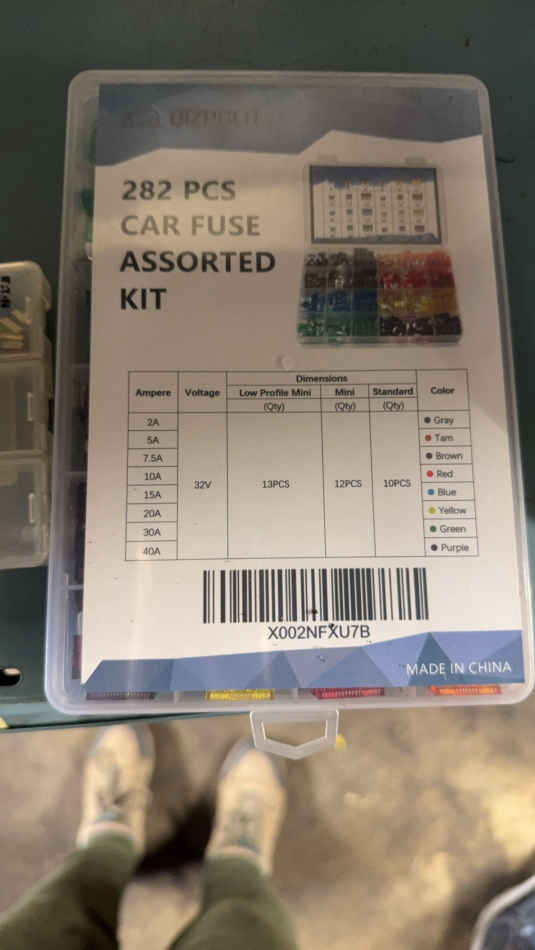 282 PCS
CAR FUSE
ASSORTED
KIT
Ampere Voltage Dimensions Color
Low Profile Mini Mini Standard
(Qty) (Qty) (Qty)
2A Gray
5A Tam
7.5A Brown
10A Red
32V 13PCS 12PCS 10PCS
15A Blue
20A Yellow
30A Green
40A Purple
X002NFXU7B
MADE IN CHINA